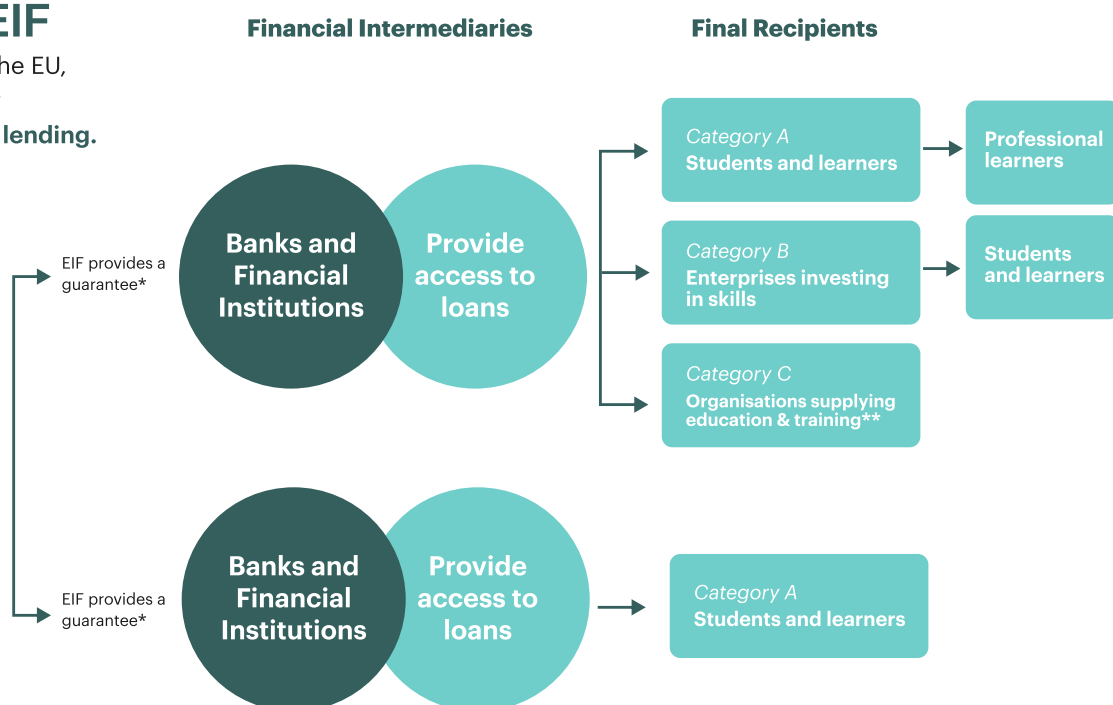 EIF
he EU,
lending.
Financial Intermediaries
Final Recipients
EIF provides a
guarantee*
Banks and
Financial
Institutions
Provide
access to
loans
Category A
Students and learners
Professional
learners
Category B
Enterprises investing
in skills
Students
and learners
Category C
Organisations supplying
education & training**
EIF provides a
guarantee*
Banks and
Financial
Institutions
Provide
access to
loans
Category A
Students and learners